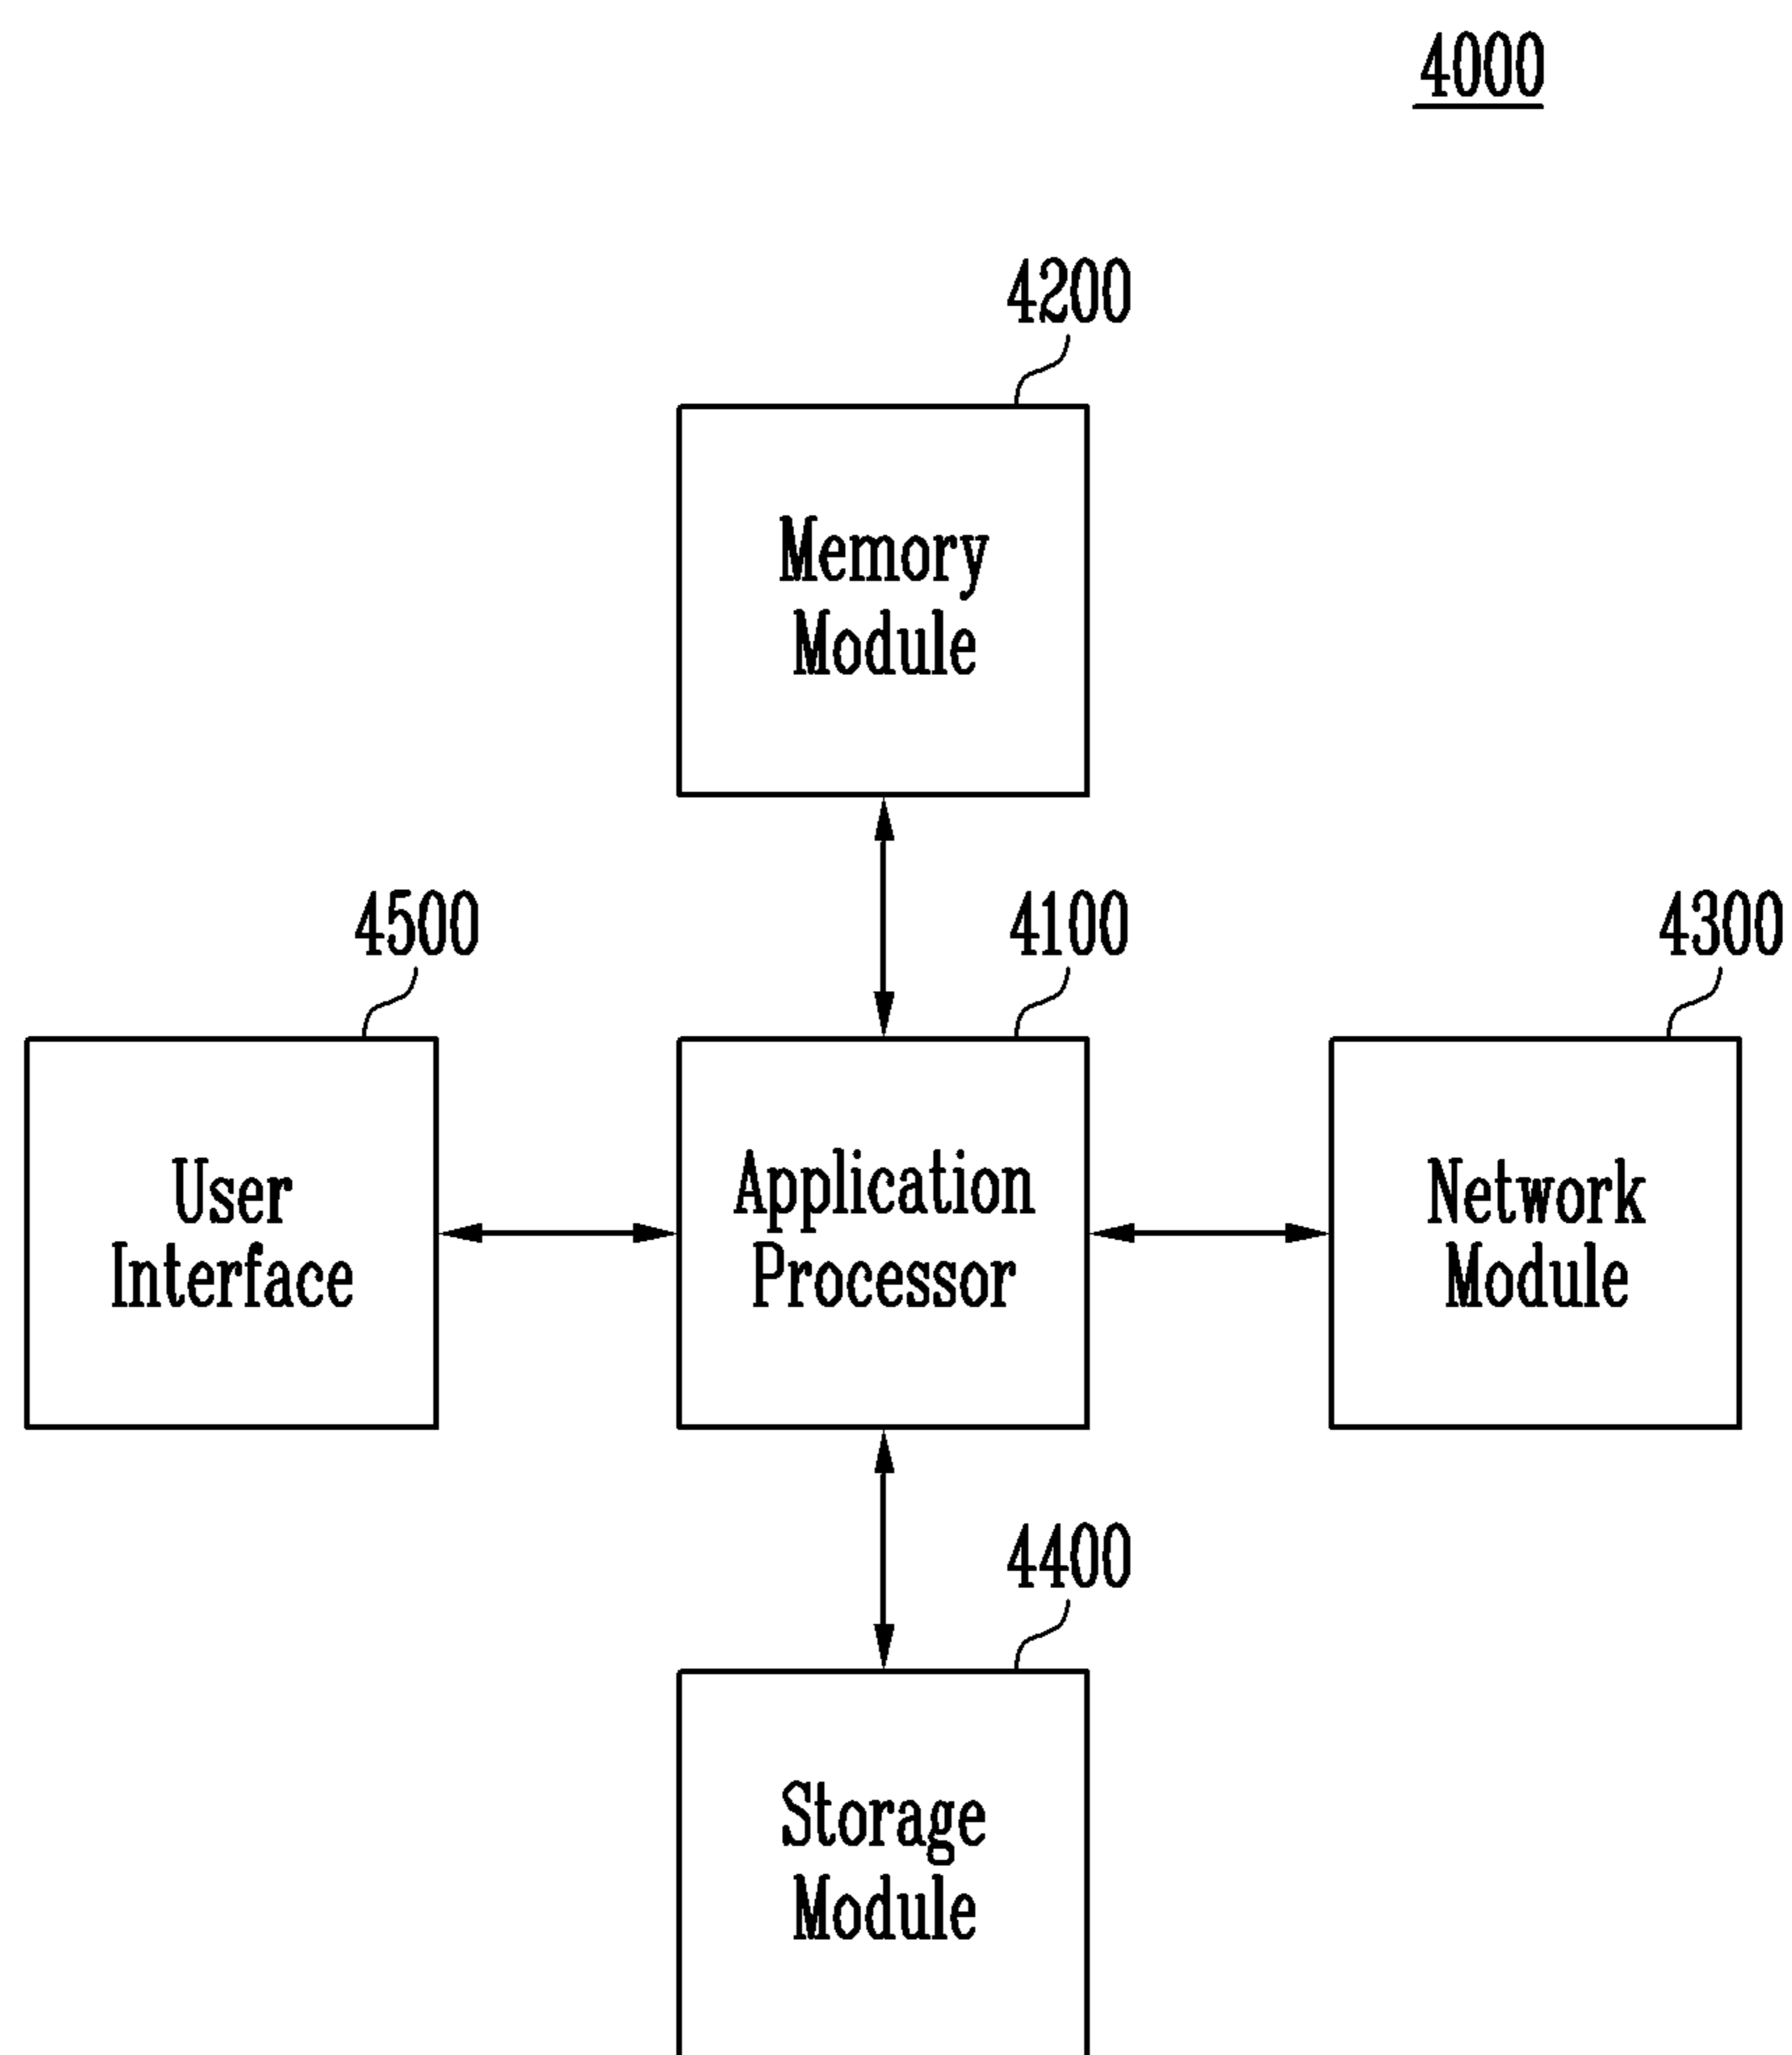 4000
4200
Memory
Module
4500
4100
4300
User
Interface
Application
Processor
Network
Module
4400
Storage
Module